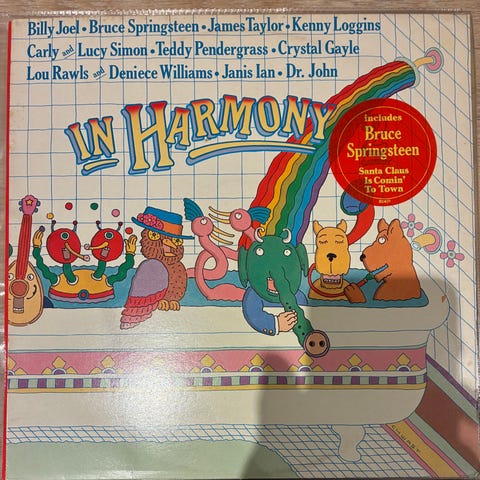 Billy Joel • Bruce Springsteen • James Taylor • Kenny Loggins
Carly and Lucy Simon • Teddy Pendergrass • Crystal Gayle
Lou Rawls and Deniece Williams • Janis Ian • Dr. John
IN HARMONY
includes
Bruce
Springsteen
Santa Claus
Is Comin'
To Town